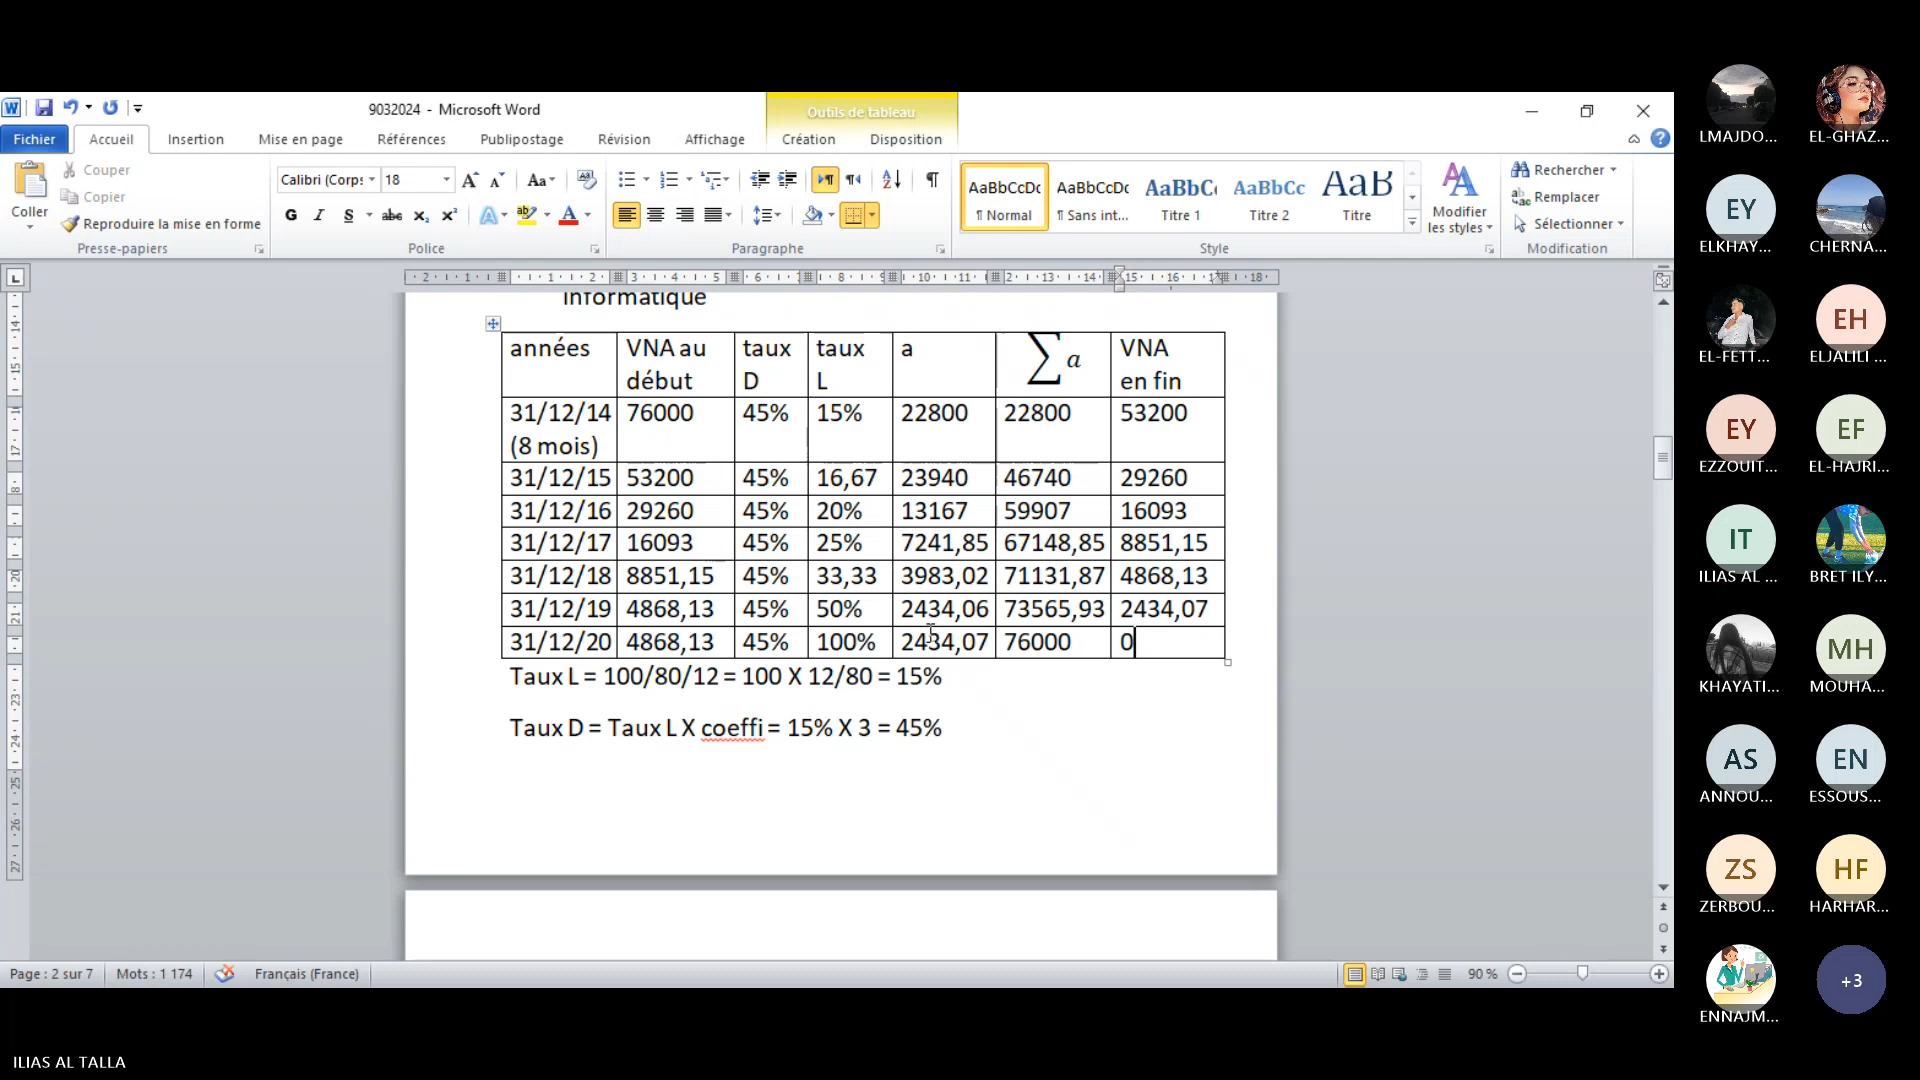 9032024 - Microsoft Word
Outils de tableau
Fichier Accueil Insertion Mise en page Références Publipostage Révision Affichage Création Disposition
Coller
Couper
Copier
Reproduire la mise en forme
Presse-papiers
Calibri (Corps 18
Police
Paragraphe
AaBbCcDc AaBbCcDc AaBbC AaBbCc AaB
¶ Normal ¶ Sans int... Titre 1 Titre 2 Titre
Modifier les styles
Style
Rechercher
Remplacer
Sélectionner
Modification
informatique
années VNA au début taux D taux L a ∑a VNA en fin
31/12/14 (8 mois) 76000 45% 15% 22800 22800 53200
31/12/15 53200 45% 16,67 23940 46740 29260
31/12/16 29260 45% 20% 13167 59907 16093
31/12/17 16093 45% 25% 7241,85 67148,85 8851,15
31/12/18 8851,15 45% 33,33 3983,02 71131,87 4868,13
31/12/19 4868,13 45% 50% 2434,06 73565,93 2434,07
31/12/20 4868,13 45% 100% 2434,07 76000 0
Taux L = 100/80/12 = 100 X 12/80 = 15%
Taux D = Taux L X coeffi = 15% X 3 = 45%
Page : 2 sur 7 Mots : 1 174 Français (France) 90 %
LMAJDO... EL-GHAZ...
EY
ELKHAY... CHERNA...
EH
EL-FETT... ELJALILI ...
EY EF
EZZOUIT... EL-HAJRI...
IT
ILIAS AL ... BRET ILY...
MH
KHAYATI... MOUHA...
AS EN
ANNOU... ESSOUS...
ZS HF
ZERBOU... HARHAR...
+3
ENNAJM...
ILIAS AL TALLA